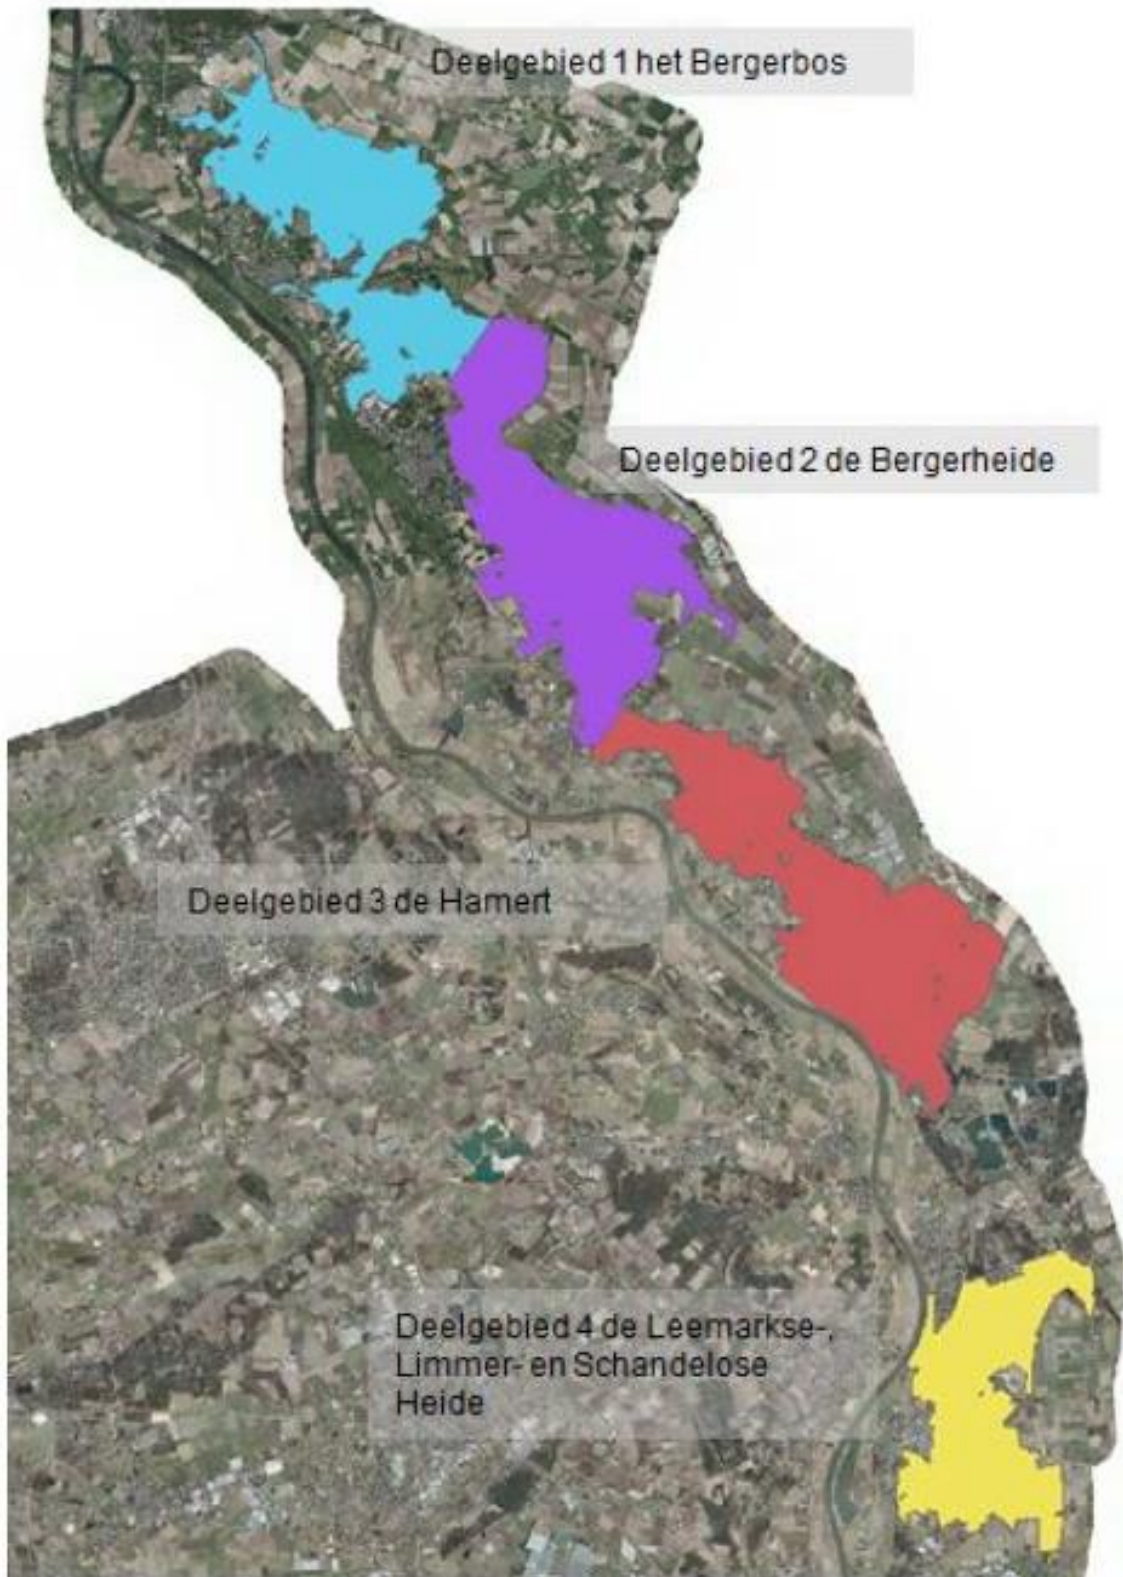 Deelgebied 1 het Bergerbos
Deelgebied 2 de Bergerheide
Deelgebied 3 de Hamert
Deelgebied 4 de Leemarkse-,
Limmer- en Schandelose
Heide